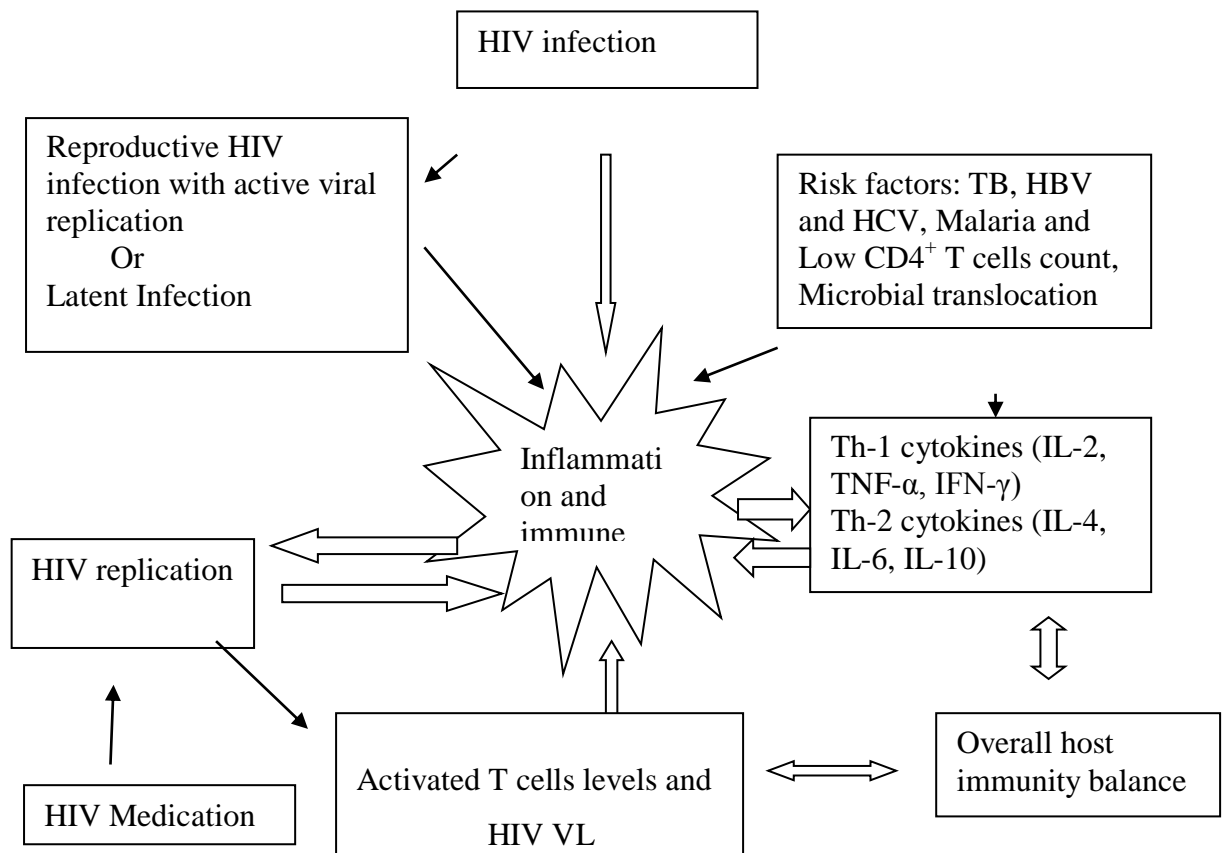 HIV infection
Reproductive HIV
infection with active viral
replication
Or
Latent Infection
Risk factors: TB, HBV
and HCV, Malaria and
Low CD4⁺ T cells count,
Microbial translocation
Inflammati
on and
immune
Th-1 cytokines (IL-2,
TNF-α, IFN-γ)
Th-2 cytokines (IL-4,
IL-6, IL-10)
HIV replication
HIV Medication
Activated T cells levels and
HIV VL
Overall host
immunity balance